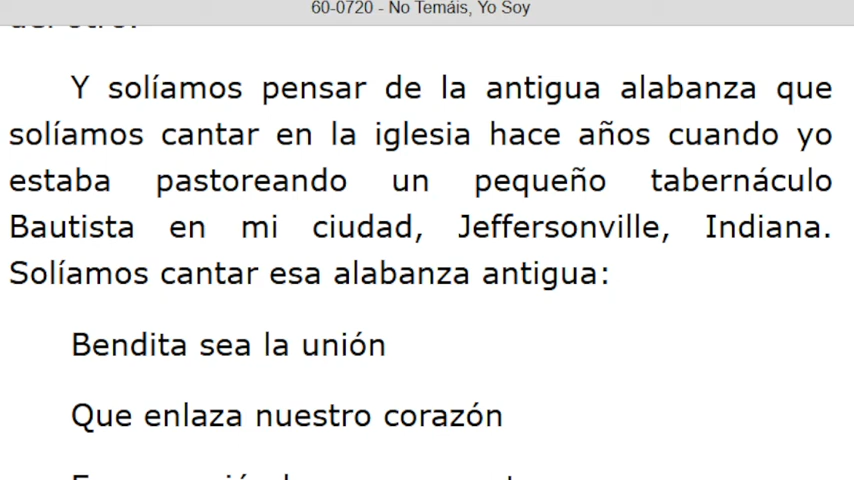 60-0720 - No Temáis, Yo Soy
del otro.
Y solíamos pensar de la antigua alabanza que
solíamos cantar en la iglesia hace años cuando yo
estaba pastoreando un pequeño tabernáculo
Bautista en mi ciudad, Jeffersonville, Indiana.
Solíamos cantar esa alabanza antigua:
Bendita sea la unión
Que enlaza nuestro corazón